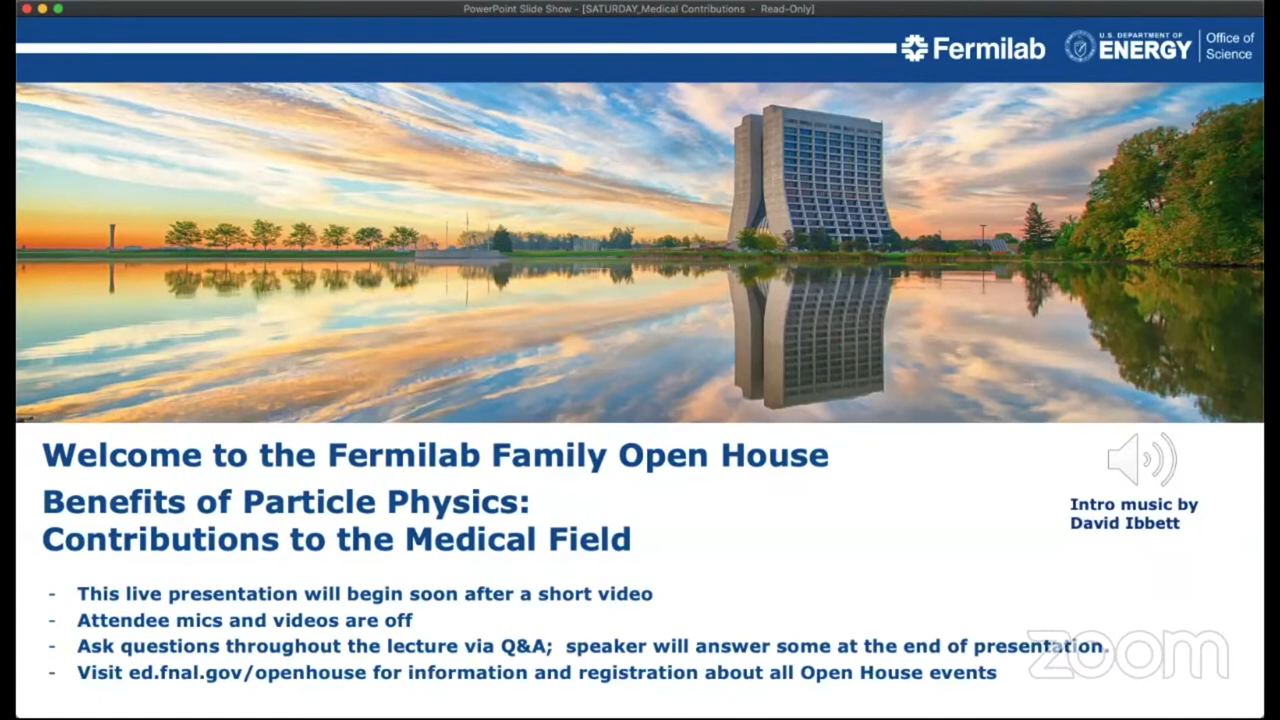 PowerPoint Slide Show - [SATURDAY_Medical Contributions - Read-Only]
Fermilab
U.S. DEPARTMENT OF
ENERGY
Office of
Science
Welcome to the Fermilab Family Open House
Benefits of Particle Physics:
Contributions to the Medical Field
Intro music by
David Ibbett
- This live presentation will begin soon after a short video
- Attendee mics and videos are off
- Ask questions throughout the lecture via Q&A; speaker will answer some at the end of presentation.
- Visit ed.fnal.gov/openhouse for information and registration about all Open House events
zoom